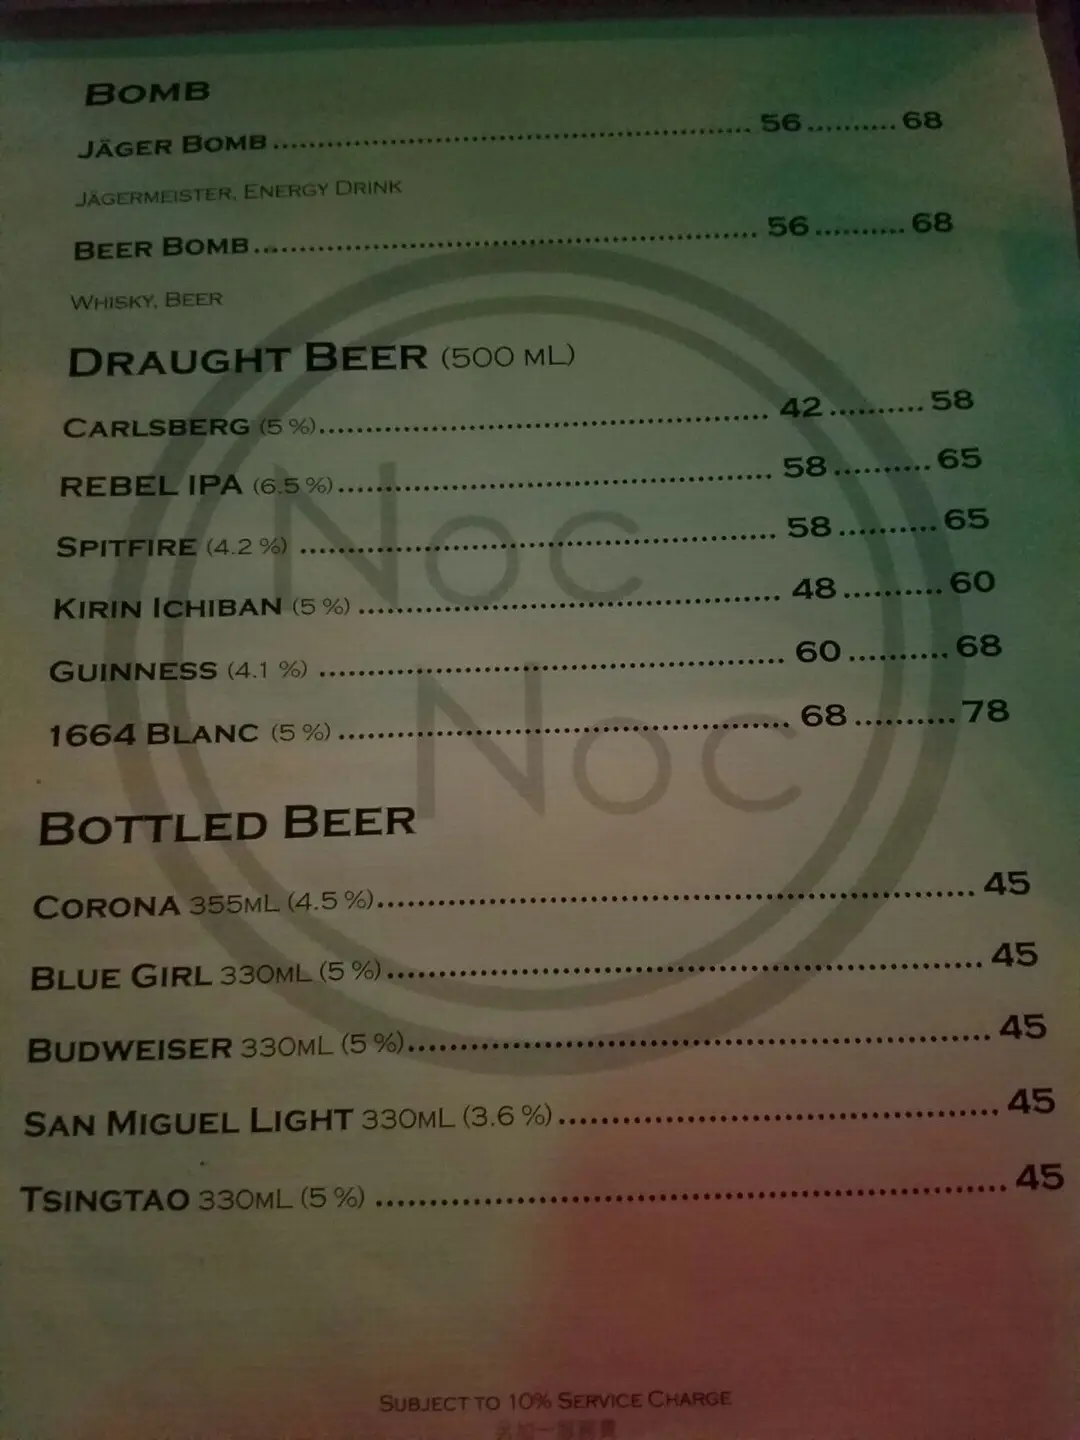 BOMB
JÄGER BOMB 56 68
JÄGERMEISTER, ENERGY DRINK
BEER BOMB 56 68
WHISKY, BEER
DRAUGHT BEER (500 ML)
CARLSBERG (5 %) 42 58
REBEL IPA (6.5 %) 58 65
SPITFIRE (4.2 %) 58 65
KIRIN ICHIBAN (5 %) 48 60
GUINNESS (4.1 %) 60 68
1664 BLANC (5 %) 68 78
NOC
NOC
BOTTLED BEER
CORONA 355ML (4.5 %) 45
BLUE GIRL 330ML (5 %) 45
BUDWEISER 330ML (5 %) 45
SAN MIGUEL LIGHT 330ML (3.6 %) 45
TSINGTAO 330ML (5 %) 45
SUBJECT TO 10% SERVICE CHARGE